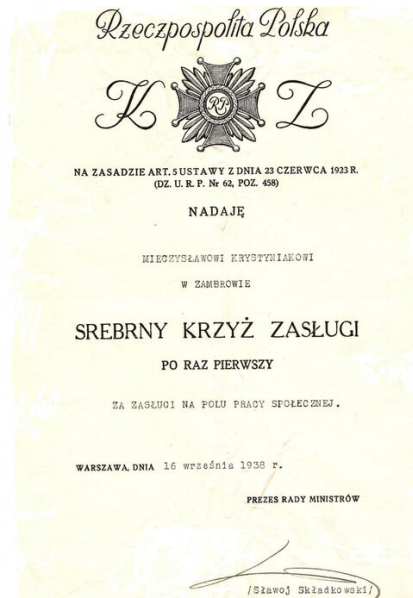 Rzeczpospolita Polska
K RP Z
NA ZASADZIE ART. 5 USTAWY Z DNIA 23 CZERWCA 1923 R.
(DZ. U. R. P. Nr 62, POZ. 458)
NADAJĘ
MIECZYSŁAWOWI KRYSTYNIAKOWI
W ZAMBROWIE
SREBRNY KRZYŻ ZASŁUGI
PO RAZ PIERWSZY
ZA ZASŁUGI NA POLU PRACY SPOŁECZNEJ.
WARSZAWA, DNIA 16 września 1938 r.
PREZES RADY MINISTRÓW
/Sławoj Składkowski/